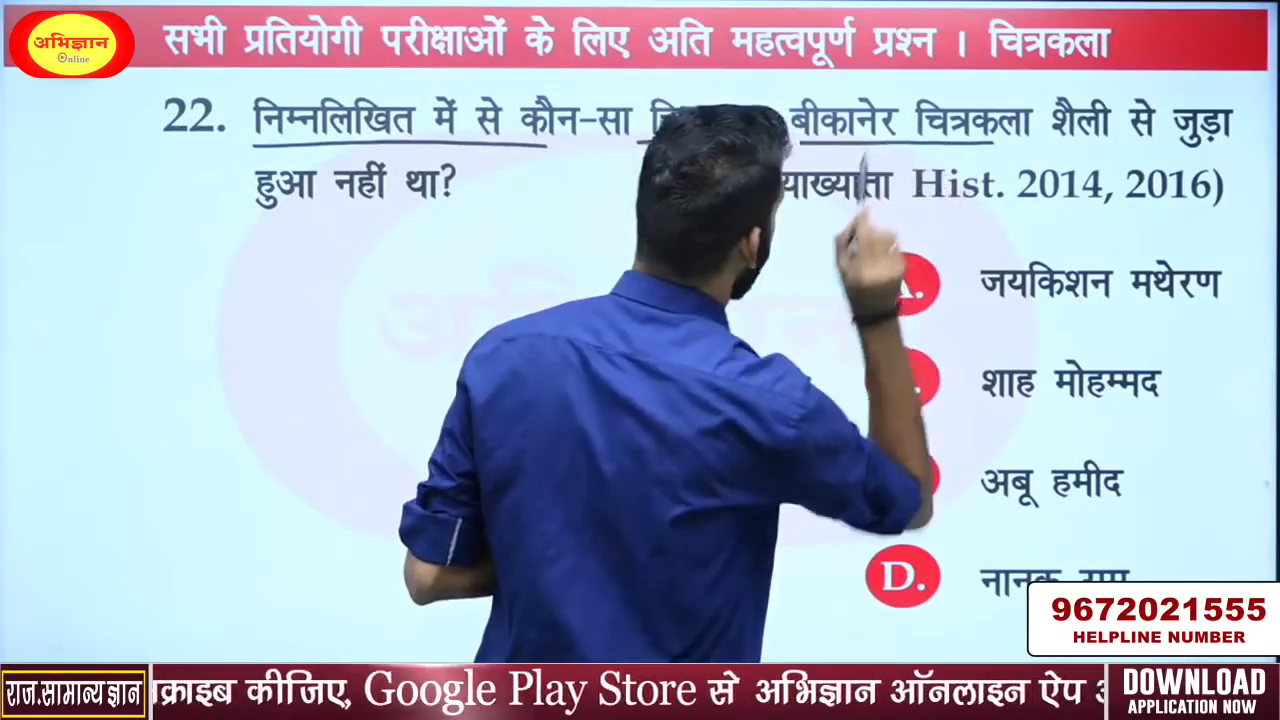 अभिज्ञान
Online
सभी प्रतियोगी परीक्षाओं के लिए अति महत्वपूर्ण प्रश्न । चित्रकला
22. निम्नलिखित में से कौन-सा बीकानेर चित्रकला शैली से जुड़ा
हुआ नहीं था? Hist. 2014, 2016)
A. जयकिशन मथेरण
शाह मोहम्मद
अबू हमीद
D. नानक राम
9672021555
HELPLINE NUMBER
राज.सामान्य ज्ञान
कीजिए, Google Play Store से अभिज्ञान ऑनलाइन ऐप
DOWNLOAD
APPLICATION NOW